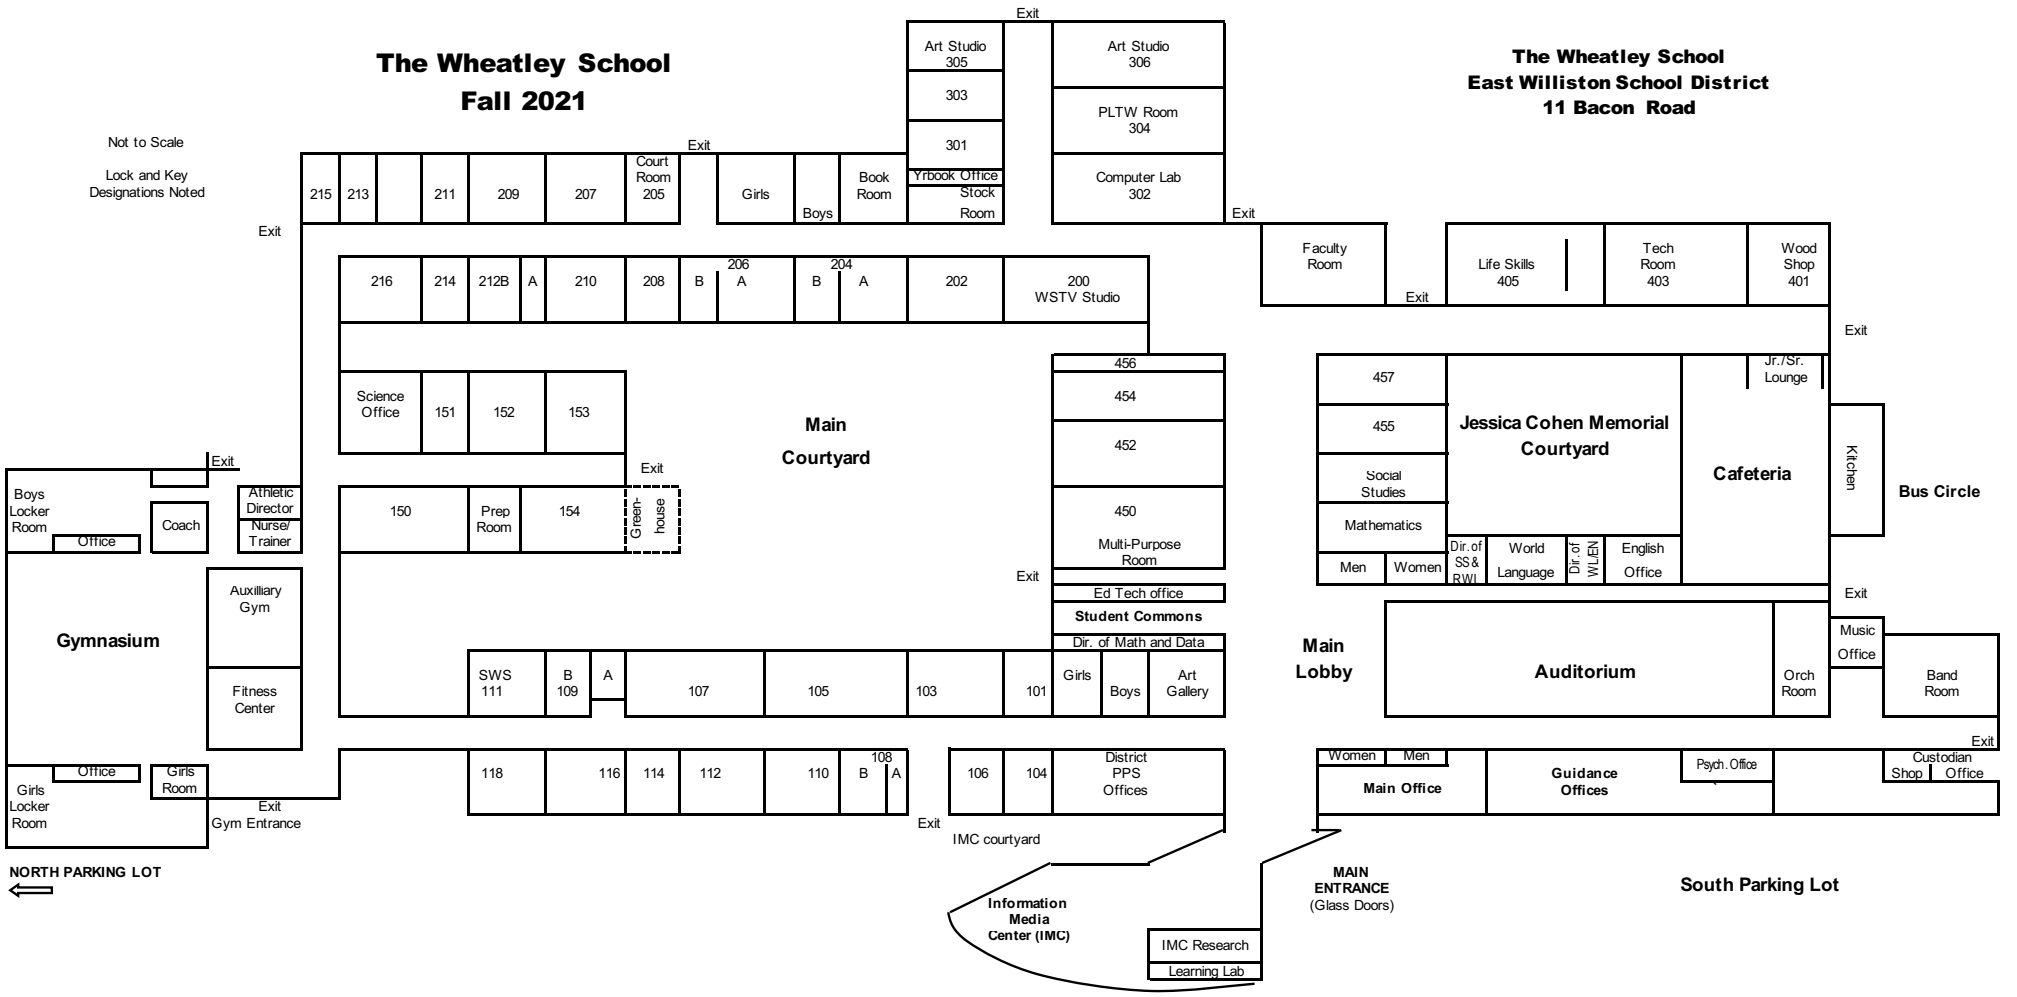 Exit
The Wheatley School
Fall 2021
The Wheatley School
East Williston School District
11 Bacon Road
Not to Scale
Lock and Key
Designations Noted
Art Studio
305
303
301
Yrbook Office
Stock
Room
Art Studio
306
PLTW Room
304
Computer Lab
302
Exit
215
213
211
209
207
Court
Room
205
Exit
Girls
Boys
Book
Room
Exit
Faculty
Room
Exit
Life Skills
405
Tech
Room
403
Wood
Shop
401
Exit
216
214
212B
A
210
208
206
B
A
204
B
A
202
200
WSTV Studio
Science
Office
151
152
153
Exit
150
Prep
Room
154
Green-
house
Main
Courtyard
456
454
452
450
Multi-Purpose
Room
Exit
Ed Tech office
Student Commons
Dir. of Math and Data
Girls
Boys
Art
Gallery
457
455
Social
Studies
Mathematics
Men
Women
Dir. of
SS &
RWL
World
Language
Dir. of
WL/EN
English
Office
Jessica Cohen Memorial
Courtyard
Cafeteria
Jr./Sr.
Lounge
Kitchen
Bus Circle
Exit
Exit
Boys
Locker
Room
Office
Coach
Athletic
Director
Nurse/
Trainer
Auxilliary
Gym
Gymnasium
Fitness
Center
Office
Girls
Room
Girls
Locker
Room
Exit
Gym Entrance
NORTH PARKING LOT
SWS
111
B
109
A
107
105
103
101
118
116
114
112
110
108
B
A
Exit
106
104
District
PPS
Offices
IMC courtyard
Main
Lobby
Auditorium
Orch
Room
Music
Office
Band
Room
Exit
Women
Men
Main Office
Guidance
Offices
Psych. Office
Custodian
Shop
Office
Information
Media
Center (IMC)
IMC Research
Learning Lab
MAIN
ENTRANCE
(Glass Doors)
South Parking Lot